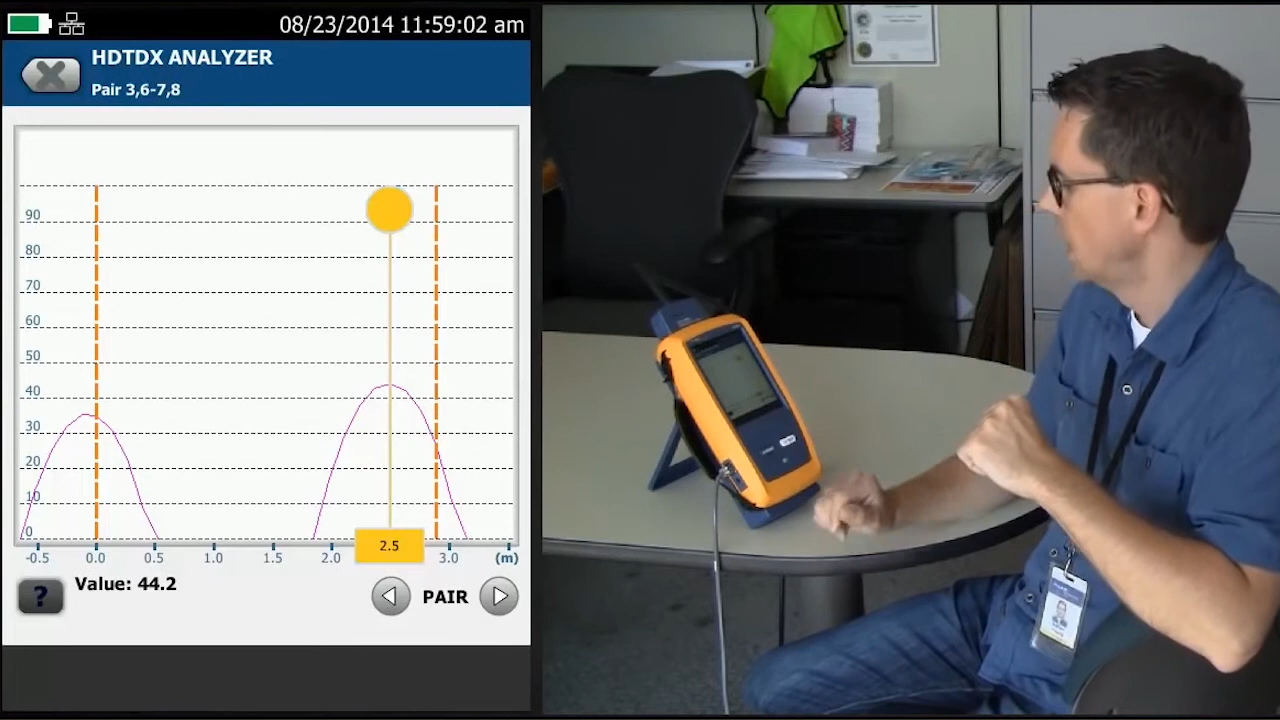 08/23/2014 11:59:02 am
HDTDX ANALYZER
Pair 3,6-7,8
90
80
70
60
50
40
30
20
10
0
-0.5 0.0 0.5 1.0 1.5 2.0 2.5 3.0 (m)
? Value: 44.2 PAIR